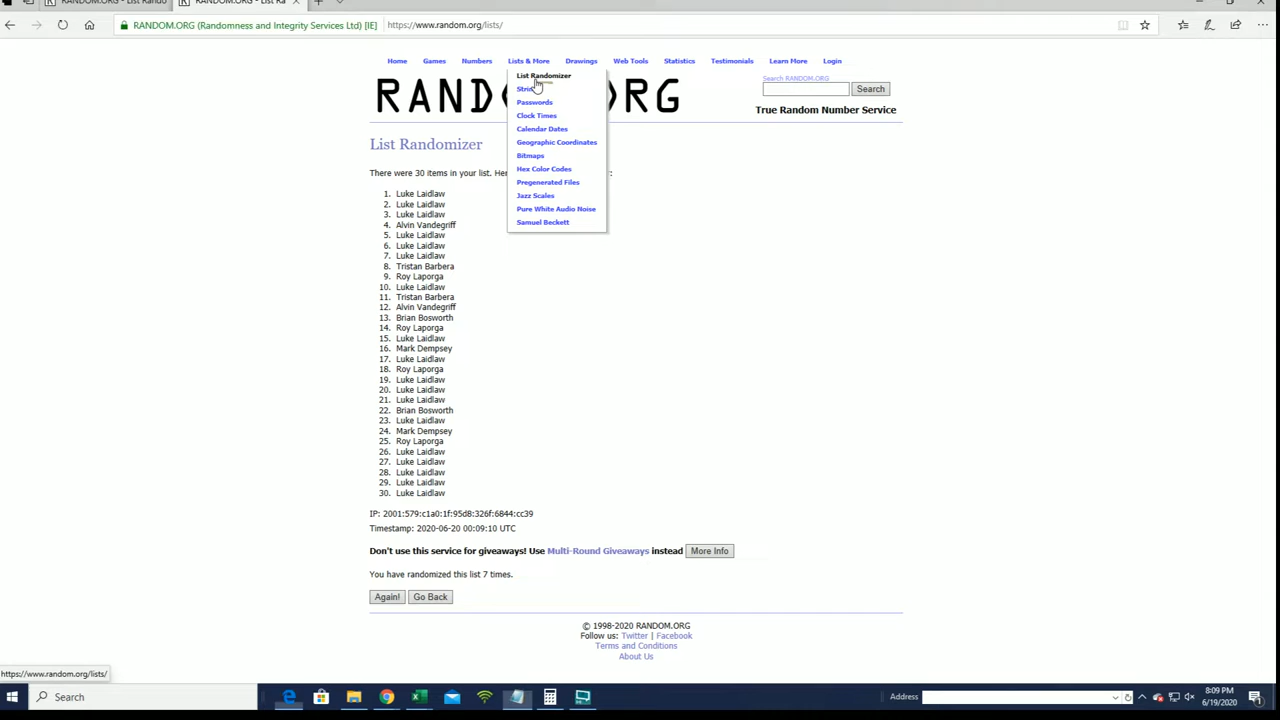 RANDOM.ORG - List Rando
RANDOM.ORG - List Ra
RANDOM.ORG (Randomness and Integrity Services Ltd) [IE]
https://www.random.org/lists/
Home Games Numbers Lists & More Drawings Web Tools Statistics Testimonials Learn More Login
List Randomizer
Passwords
Clock Times
Calendar Dates
Geographic Coordinates
Bitmaps
Hex Color Codes
Pregenerated Files
Jazz Scales
Pure White Audio Noise
Samuel Beckett
Search RANDOM.ORG
Search
True Random Number Service
List Randomizer
There were 30 items in your list. Her
1. Luke Laidlaw
2. Luke Laidlaw
3. Luke Laidlaw
4. Alvin Vandegriff
5. Luke Laidlaw
6. Luke Laidlaw
7. Luke Laidlaw
8. Tristan Barbera
9. Roy Laporga
10. Luke Laidlaw
11. Tristan Barbera
12. Alvin Vandegriff
13. Brian Bosworth
14. Roy Laporga
15. Luke Laidlaw
16. Mark Dempsey
17. Luke Laidlaw
18. Roy Laporga
19. Luke Laidlaw
20. Luke Laidlaw
21. Luke Laidlaw
22. Brian Bosworth
23. Luke Laidlaw
24. Mark Dempsey
25. Roy Laporga
26. Luke Laidlaw
27. Luke Laidlaw
28. Luke Laidlaw
29. Luke Laidlaw
30. Luke Laidlaw
IP: 2001:579:c1a0:1f:95d8:326f:6844:cc39
Timestamp: 2020-06-20 00:09:10 UTC
Don't use this service for giveaways! Use Multi-Round Giveaways instead More Info
You have randomized this list 7 times.
Again! Go Back
© 1998-2020 RANDOM.ORG
Follow us: Twitter | Facebook
Terms and Conditions
About Us
https://www.random.org/lists/
Search
Address
8:09 PM
6/19/2020